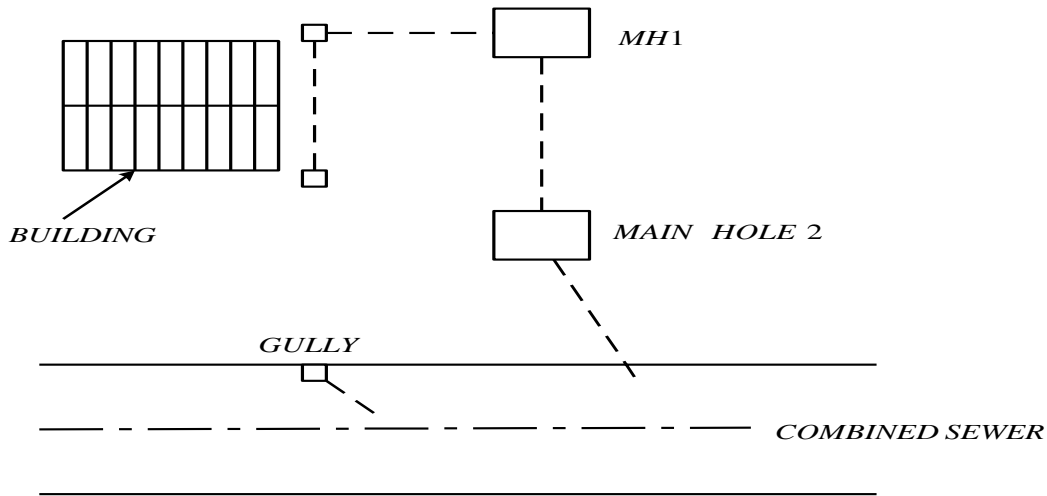 MH1
BUILDING
MAIN HOLE 2
GULLY
COMBINED SEWER